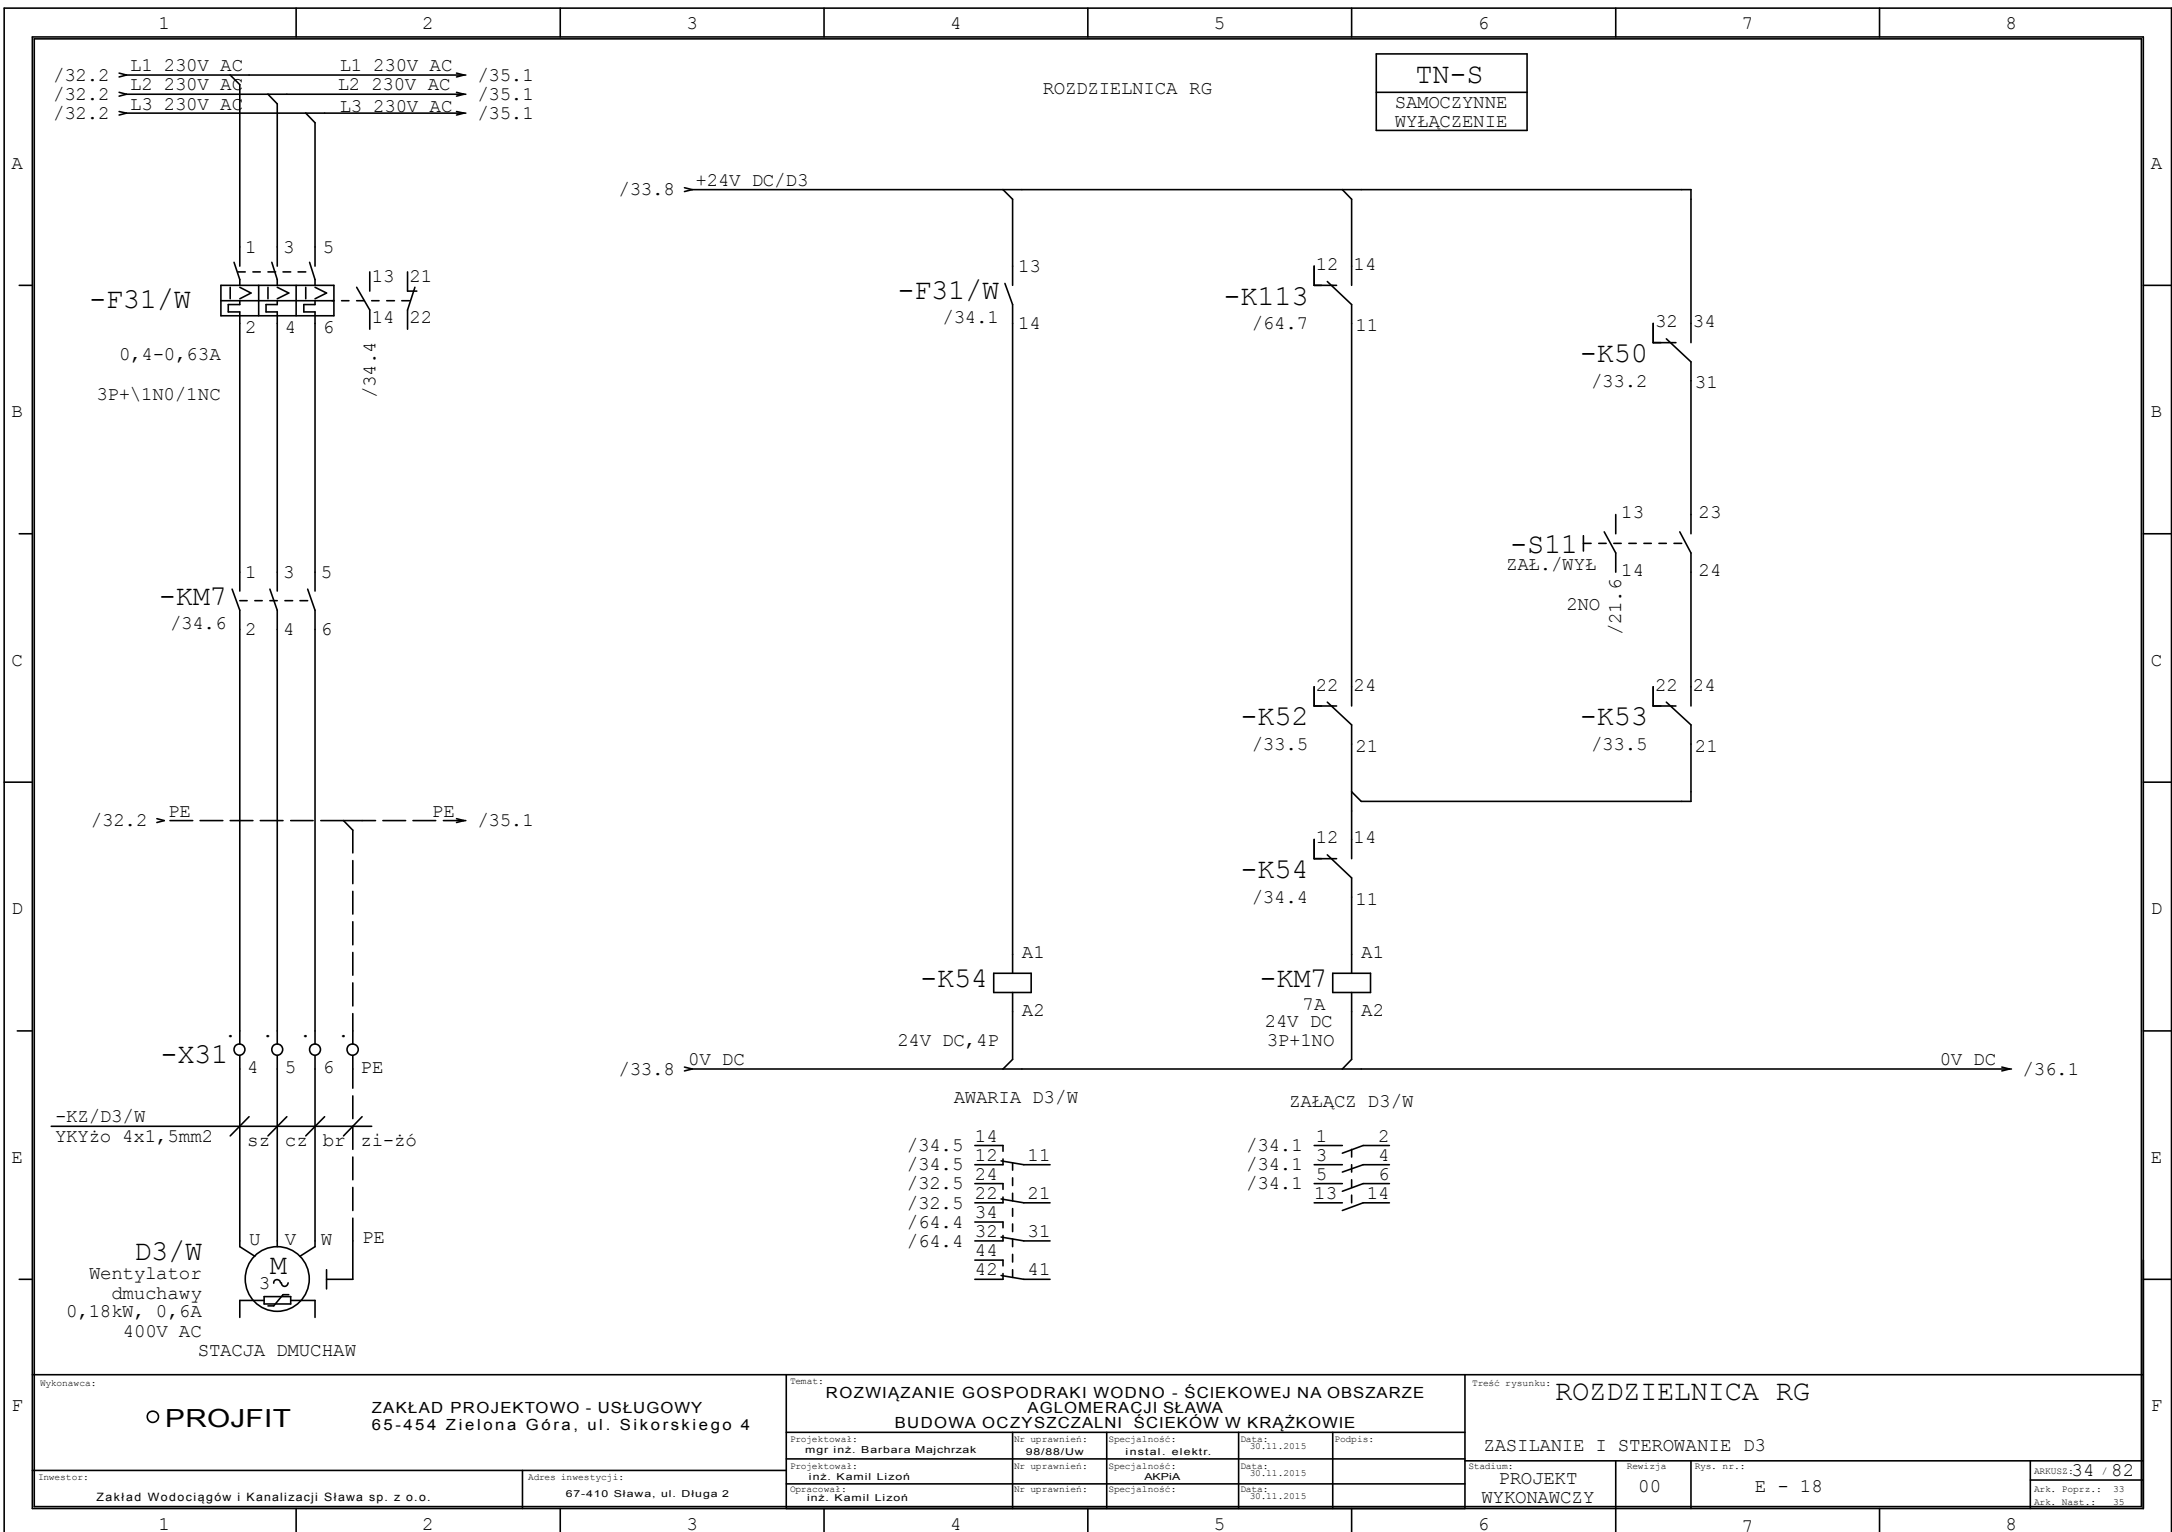 1 2 3 4 5 6 7 8
/32.2 L1 230V AC L1 230V AC /35.1
/32.2 L2 230V AC L2 230V AC /35.1
/32.2 L3 230V AC L3 230V AC /35.1
ROZDZIELNICA RG
TN-S
SAMOCZYNNE
WYŁĄCZENIE
A A
/33.8 +24V DC/D3
1 3 5
13 21
-F31/W
14 22
2 4 6
/34.4
0,4-0,63A
3P+\1N0/1NC
13
-F31/W
/34.1
14
12 14
-K113
/64.7
11
32 34
-K50
/33.2
31
B B
13 23
-S11
ZAŁ./WYŁ
14 24
2NO
/21.6
1 3 5
-KM7
/34.6
2 4 6
C C
22 24
-K52
/33.5
21
22 24
-K53
/33.5
21
/32.2 PE PE /35.1
12 14
-K54
/34.4
11
D D
A1
-K54
A2
24V DC,4P
A1
-KM7
7A
A2
24V DC
3P+1NO
-X31
4 5 6 PE
/33.8 0V DC 0V DC /36.1
AWARIA D3/W
ZAŁĄCZ D3/W
-KZ/D3/W
YKYżo 4x1,5mm2
sz cz br zi-żó
E E
/34.5 14
/34.5 12 11
/32.5 24
/32.5 22 21
/64.4 34
/64.4 32 31
44
42 41
/34.1 1 2
/34.1 3 4
/34.1 5 6
13 14
U V W PE
D3/W
M
3~
Wentylator
dmuchawy
0,18kW, 0,6A
400V AC
STACJA DMUCHAW
F F
Wykonawca:
PROJFIT
ZAKŁAD PROJEKTOWO - USŁUGOWY
65-454 Zielona Góra, ul. Sikorskiego 4
Inwestor:
Zakład Wodociągów i Kanalizacji Sława sp. z o.o.
Adres inwestycji:
67-410 Sława, ul. Długa 2
Temat:
ROZWIĄZANIE GOSPODRAKI WODNO - ŚCIEKOWEJ NA OBSZARZE
AGLOMERACJI SŁAWA
BUDOWA OCZYSZCZALNI ŚCIEKÓW W KRĄŻKOWIE
Projektował: Nr uprawnień: Specjalność: Data: Podpis:
mgr inż. Barbara Majchrzak 98/88/Uw instal. elektr. 30.11.2015
Projektował: Nr uprawnień: Specjalność: Data:
inż. Kamil Lizoń AKPiA 30.11.2015
Opracował: Nr uprawnień: Specjalność: Data:
inż. Kamil Lizoń 30.11.2015
Treść rysunku: ROZDZIELNICA RG
ZASILANIE I STEROWANIE D3
Stadium:
PROJEKT
WYKONAWCZY
Rewizja
00
Rys. nr.:
E - 18
ARKUSZ:34 / 82
Ark. Poprz.: 33
Ark. Nast.: 35
1 2 3 4 5 6 7 8